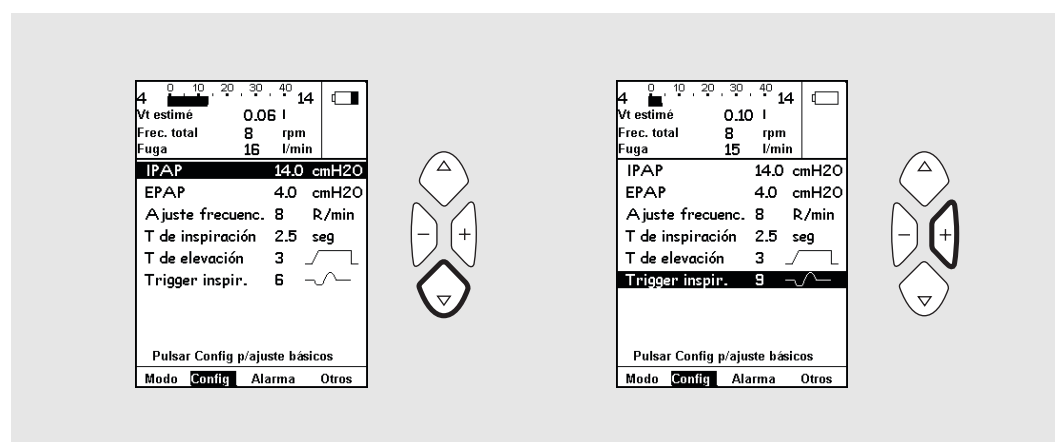 0 10 20 30 40
4 14
Vt estimé 0.06 l
Frec. total 8 rpm
Fuga 16 l/min
IPAP 14.0 cmH2O
EPAP 4.0 cmH2O
Ajuste frecuenc. 8 R/min
T de inspiración 2.5 seg
T de elevación 3
Trigger inspir. 6
Pulsar Config p/ajuste básicos
Modo Config Alarma Otros
- +
0 10 20 30 40
4 14
Vt estimé 0.10 l
Frec. total 8 rpm
Fuga 15 l/min
IPAP 14.0 cmH2O
EPAP 4.0 cmH2O
Ajuste frecuenc. 8 R/min
T de inspiración 2.5 seg
T de elevación 3
Trigger inspir. 9
Pulsar Config p/ajuste básicos
Modo Config Alarma Otros
- +